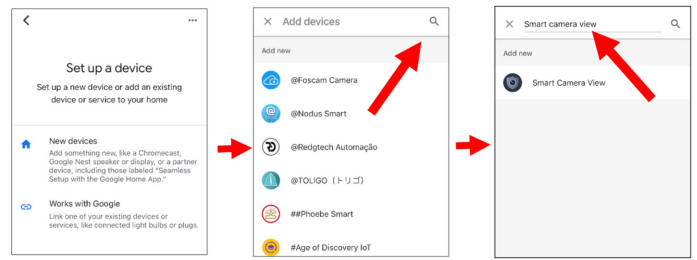 Set up a device
Set up a new device or add an existing
device or service to your home
New devices
Add something new, like a Chromecast,
Google Nest speaker or display, or a partner
device, including those labeled "Seamless
Setup with the Google Home App."
Works with Google
Link one of your existing devices or
services, like connected light bulbs or plugs.
Add devices
Add new
@Foscam Camera
@Nodus Smart
@Redgtech Automação
@TOLIGO (トリゴ)
##Phoebe Smart
#Age of Discovery IoT
Smart camera view
Add new
Smart Camera View